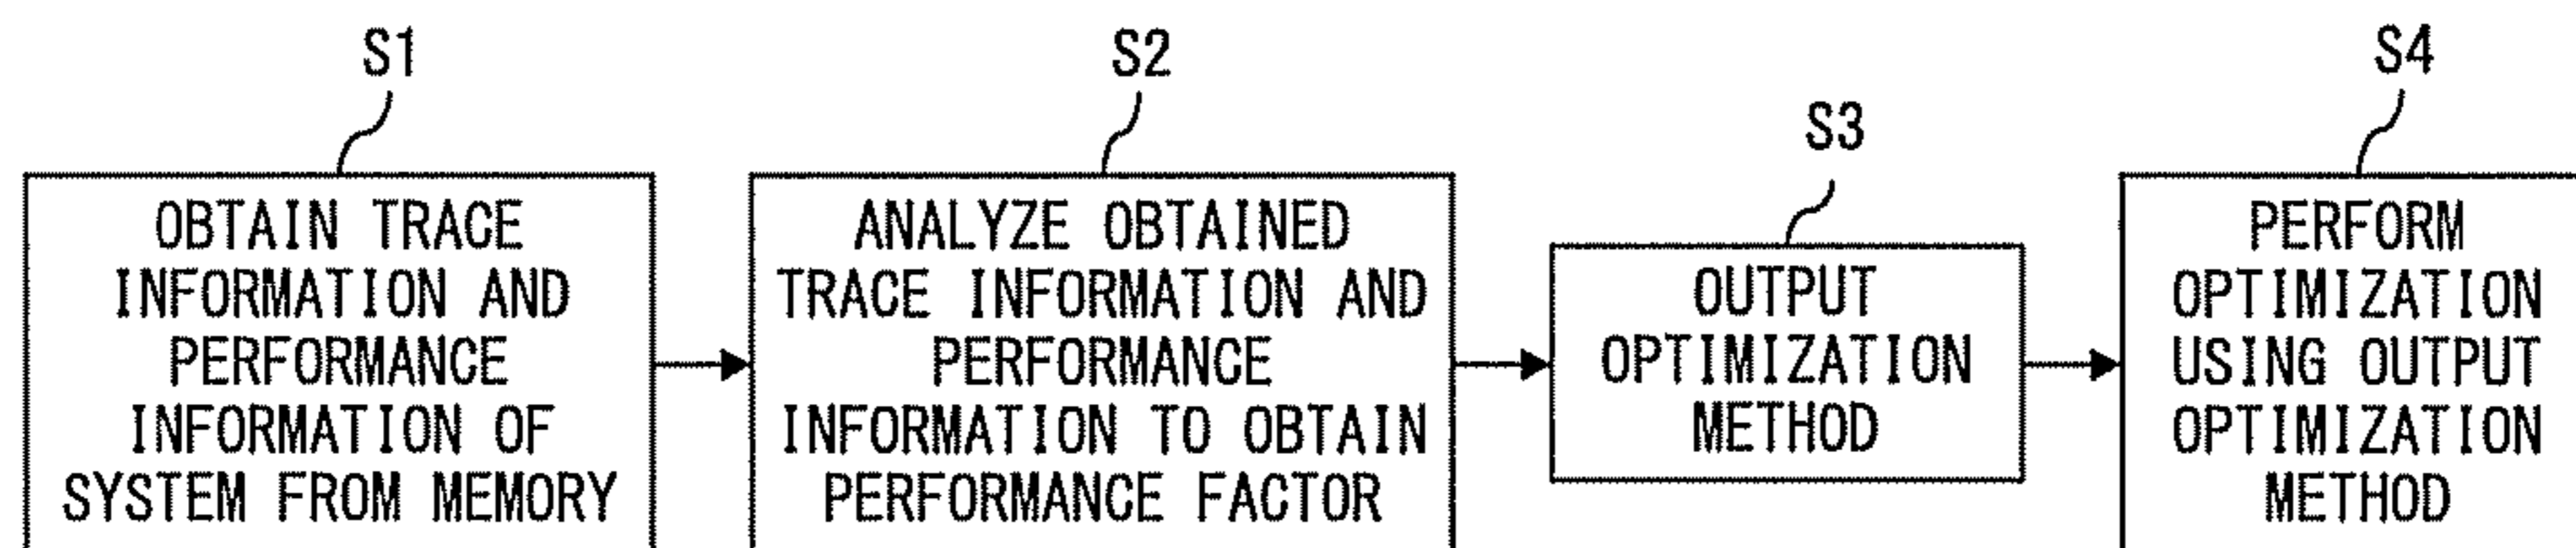 S1
OBTAIN TRACE
INFORMATION AND
PERFORMANCE
INFORMATION OF
SYSTEM FROM MEMORY
S2
ANALYZE OBTAINED
TRACE INFORMATION AND
PERFORMANCE
INFORMATION TO OBTAIN
PERFORMANCE FACTOR
S3
OUTPUT
OPTIMIZATION
METHOD
S4
PERFORM
OPTIMIZATION
USING OUTPUT
OPTIMIZATION
METHOD